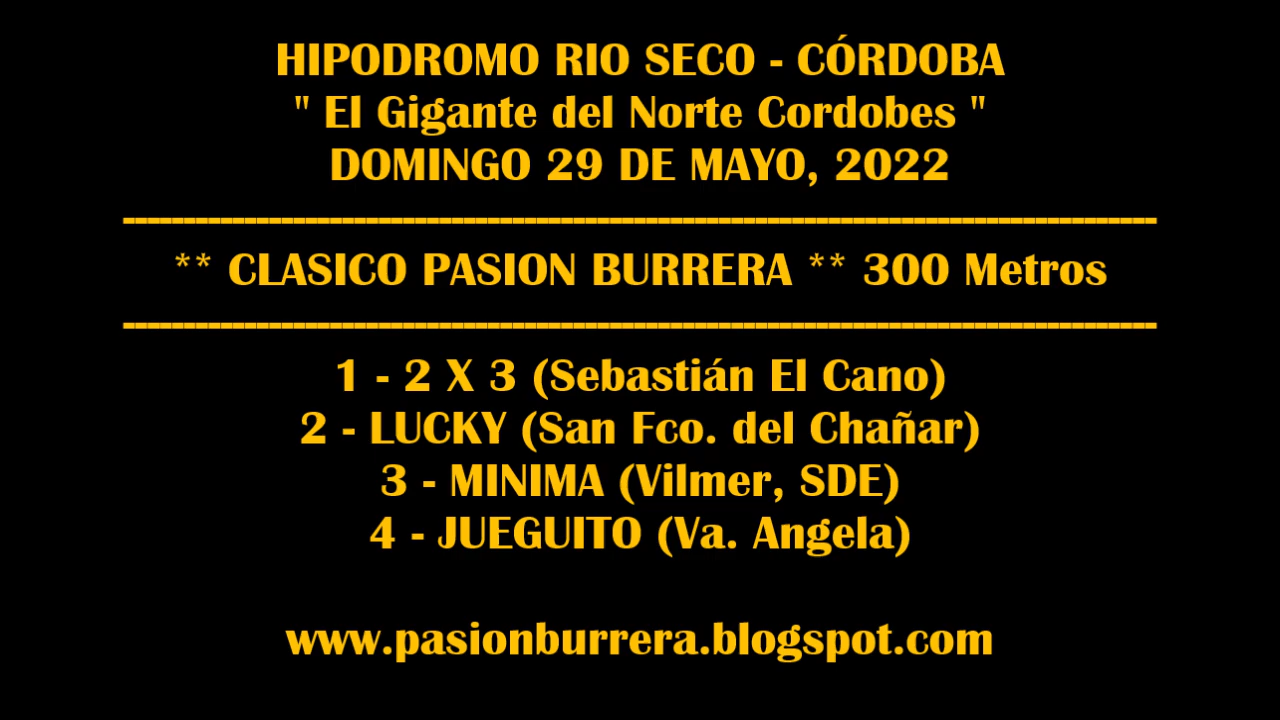 HIPODROMO RIO SECO - CÓRDOBA
" El Gigante del Norte Cordobes "
DOMINGO 29 DE MAYO, 2022
-------------------------------------------------------------------------------------
** CLASICO PASION BURRERA ** 300 Metros
-------------------------------------------------------------------------------------
1 - 2 X 3 (Sebastián El Cano)
2 - LUCKY (San Fco. del Chañar)
3 - MINIMA (Vilmer, SDE)
4 - JUEGUITO (Va. Angela)
www.pasionburrera.blogspot.com